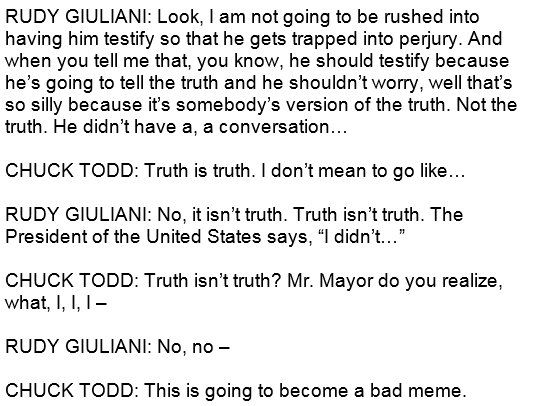 RUDY GIULIANI: Look, I am not going to be rushed into
having him testify so that he gets trapped into perjury. And
when you tell me that, you know, he should testify because
he’s going to tell the truth and he shouldn’t worry, well that’s
so silly because it’s somebody’s version of the truth. Not the
truth. He didn’t have a, a conversation…
CHUCK TODD: Truth is truth. I don’t mean to go like…
RUDY GIULIANI: No, it isn’t truth. Truth isn’t truth. The
President of the United States says, “I didn’t…”
CHUCK TODD: Truth isn’t truth? Mr. Mayor do you realize,
what, I, I, I –
RUDY GIULIANI: No, no –
CHUCK TODD: This is going to become a bad meme.